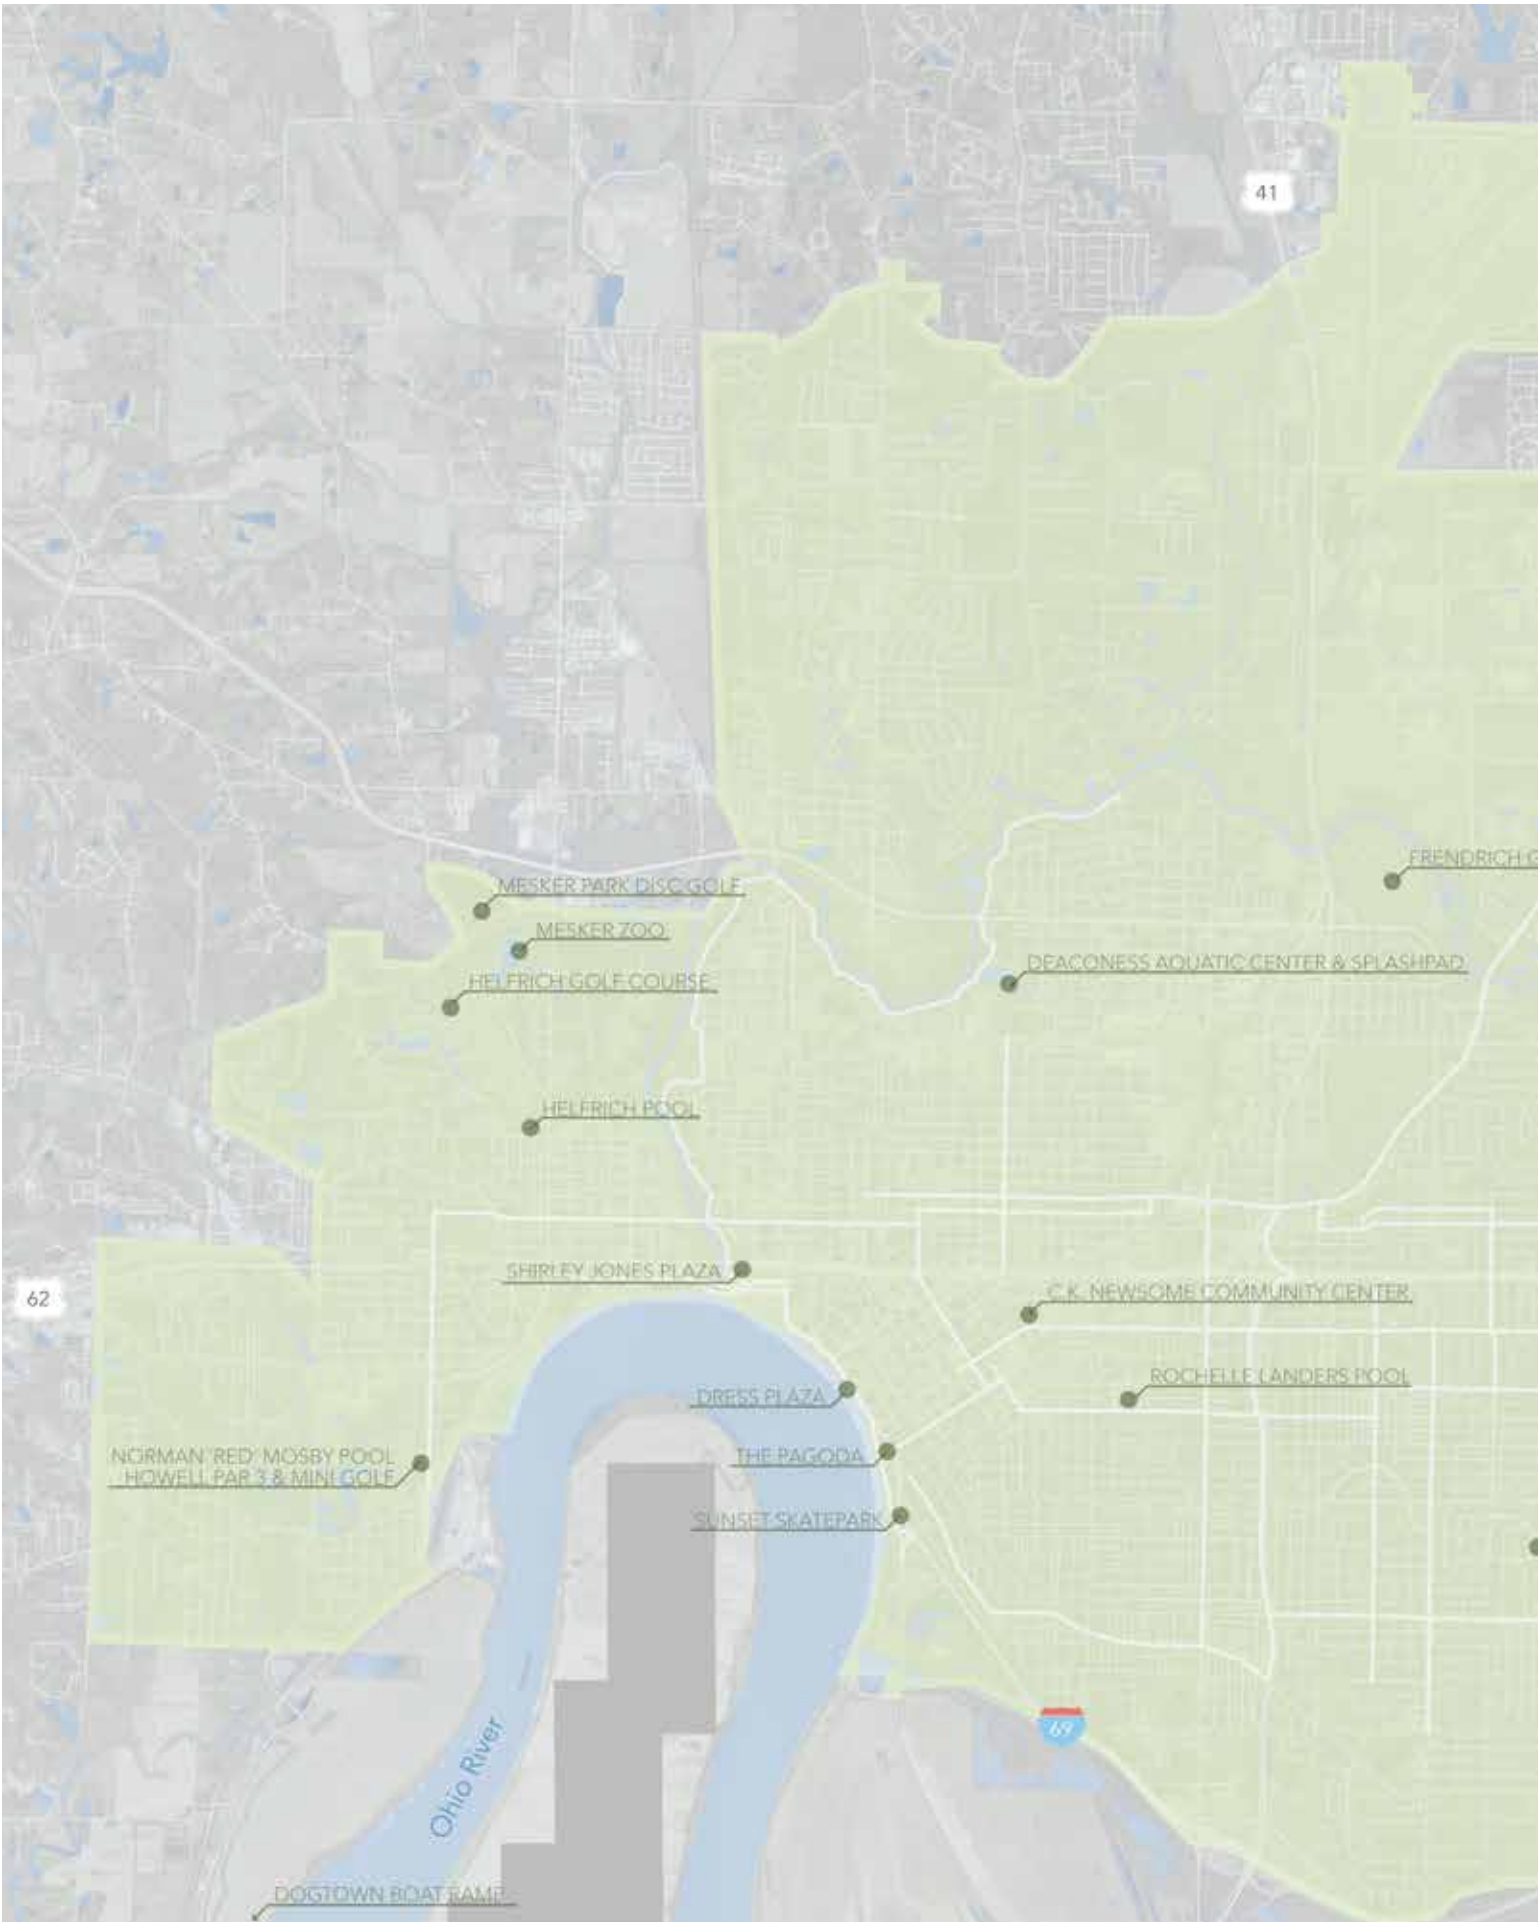 41
FRENDRICH G
MESKER PARK DISC GOLF
MESKER ZOO
DEACONESS AQUATIC CENTER & SPLASHPAD
HELFRICH GOLF COURSE
HELFRICH POOL
SHIRLEY JONES PLAZA
62
C.K. NEWSOME COMMUNITY CENTER
ROCHELLE LANDERS POOL
DRESS PLAZA
THE PAGODA
NORMAN 'RED' MOSBY POOL
HOWELL PAR 3 & MINI GOLF
SUNSET SKATEPARK
69
Ohio River
DOGTOWN BOAT RAMP